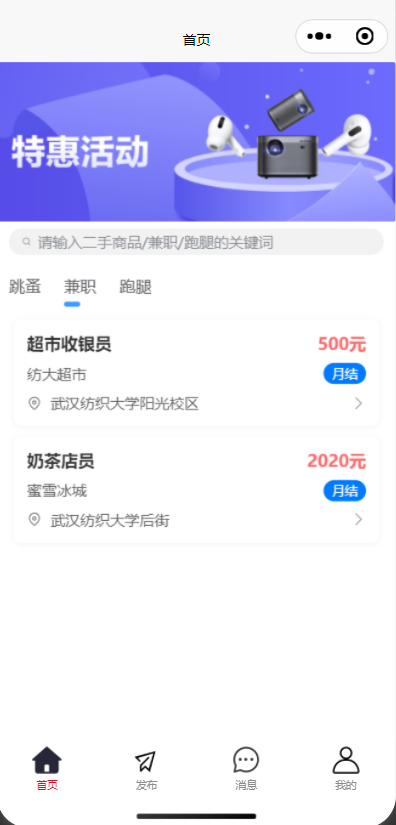 首页
特惠活动
请输入二手商品/兼职/跑腿的关键词
跳蚤 兼职 跑腿
超市收银员 500元
纺大超市 月结
武汉纺织大学阳光校区
奶茶店员 2020元
蜜雪冰城 月结
武汉纺织大学后街
首页 发布 消息 我的